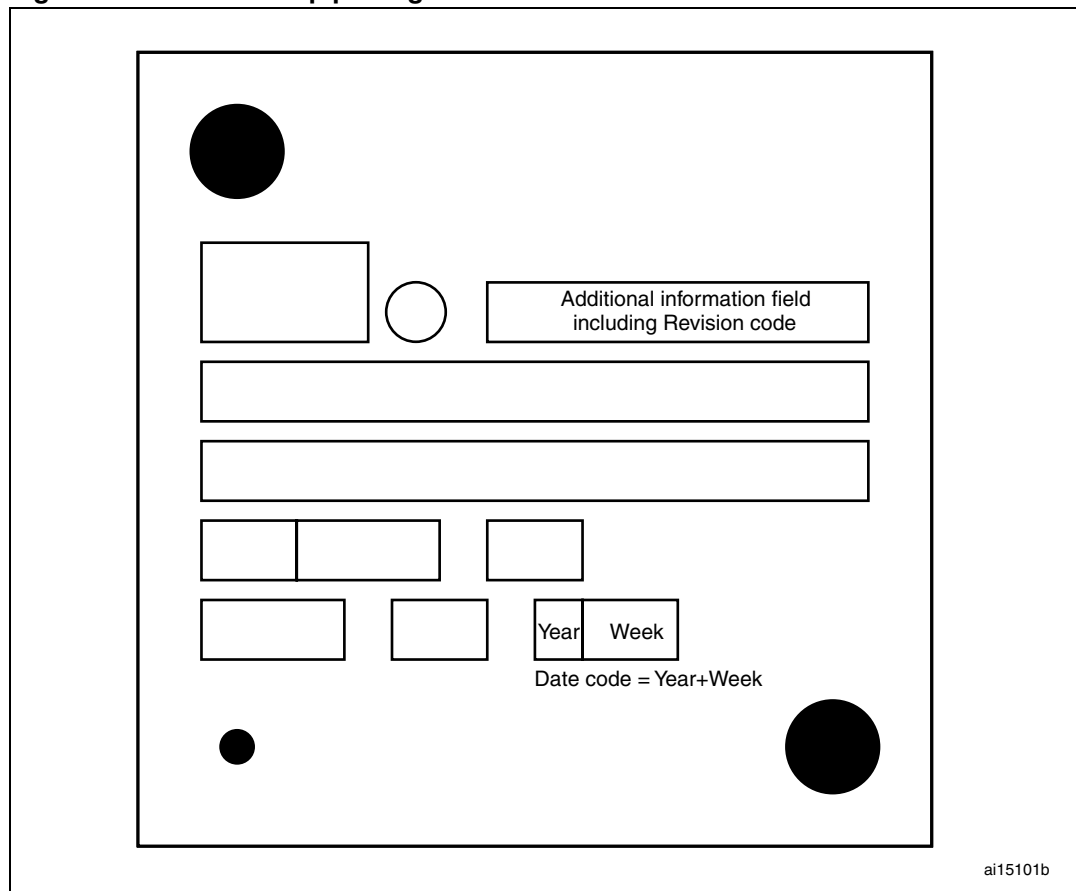 Additional information field
including Revision code
Year Week
Date code = Year+Week
ai15101b